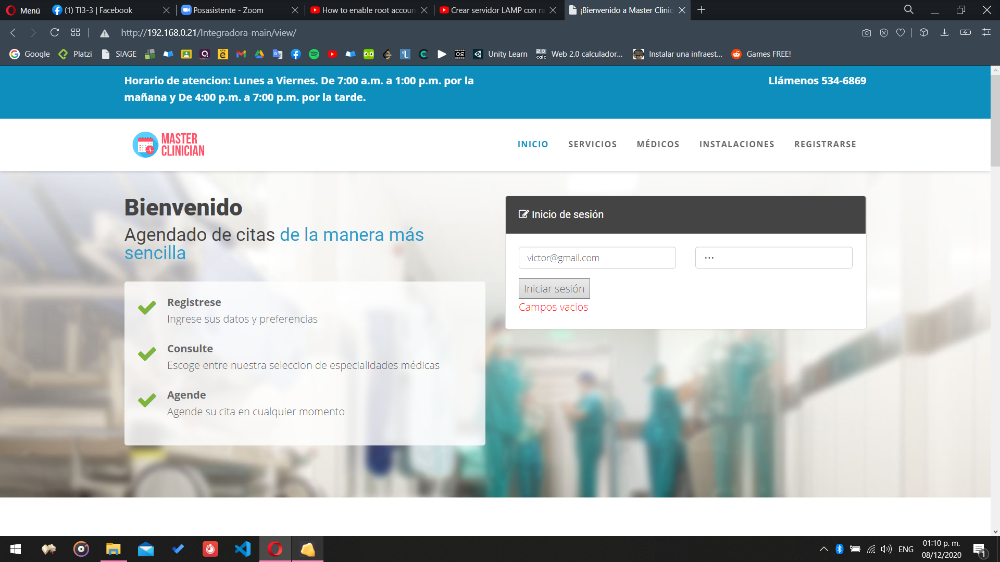 Menú
(1) TI3-3 | Facebook
Posasistente - Zoom
How to enable root accoun
Crear servidor LAMP con ra
¡Bienvenido a Master Clinic
http://192.168.0.21/Integradora-main/view/
Google
Platzi
SIAGE
Unity Learn
Web 2.0 calculador...
Instalar una infraest...
Games FREE!
Horario de atencion: Lunes a Viernes. De 7:00 a.m. a 1:00 p.m. por la
mañana y De 4:00 p.m. a 7:00 p.m. por la tarde.
Llámenos 534-6869
MASTER
CLINICIAN
INICIO
SERVICIOS
MÉDICOS
INSTALACIONES
REGISTRARSE
Bienvenido
Agendado de citas de la manera más
sencilla
Registrese
Ingrese sus datos y preferencias
Consulte
Escoge entre nuestra seleccion de especialidades médicas
Agende
Agende su cita en cualquier momento
Inicio de sesión
victor@gmail.com
•••
Iniciar sesión
Campos vacios
ENG
01:10 p. m.
08/12/2020
1